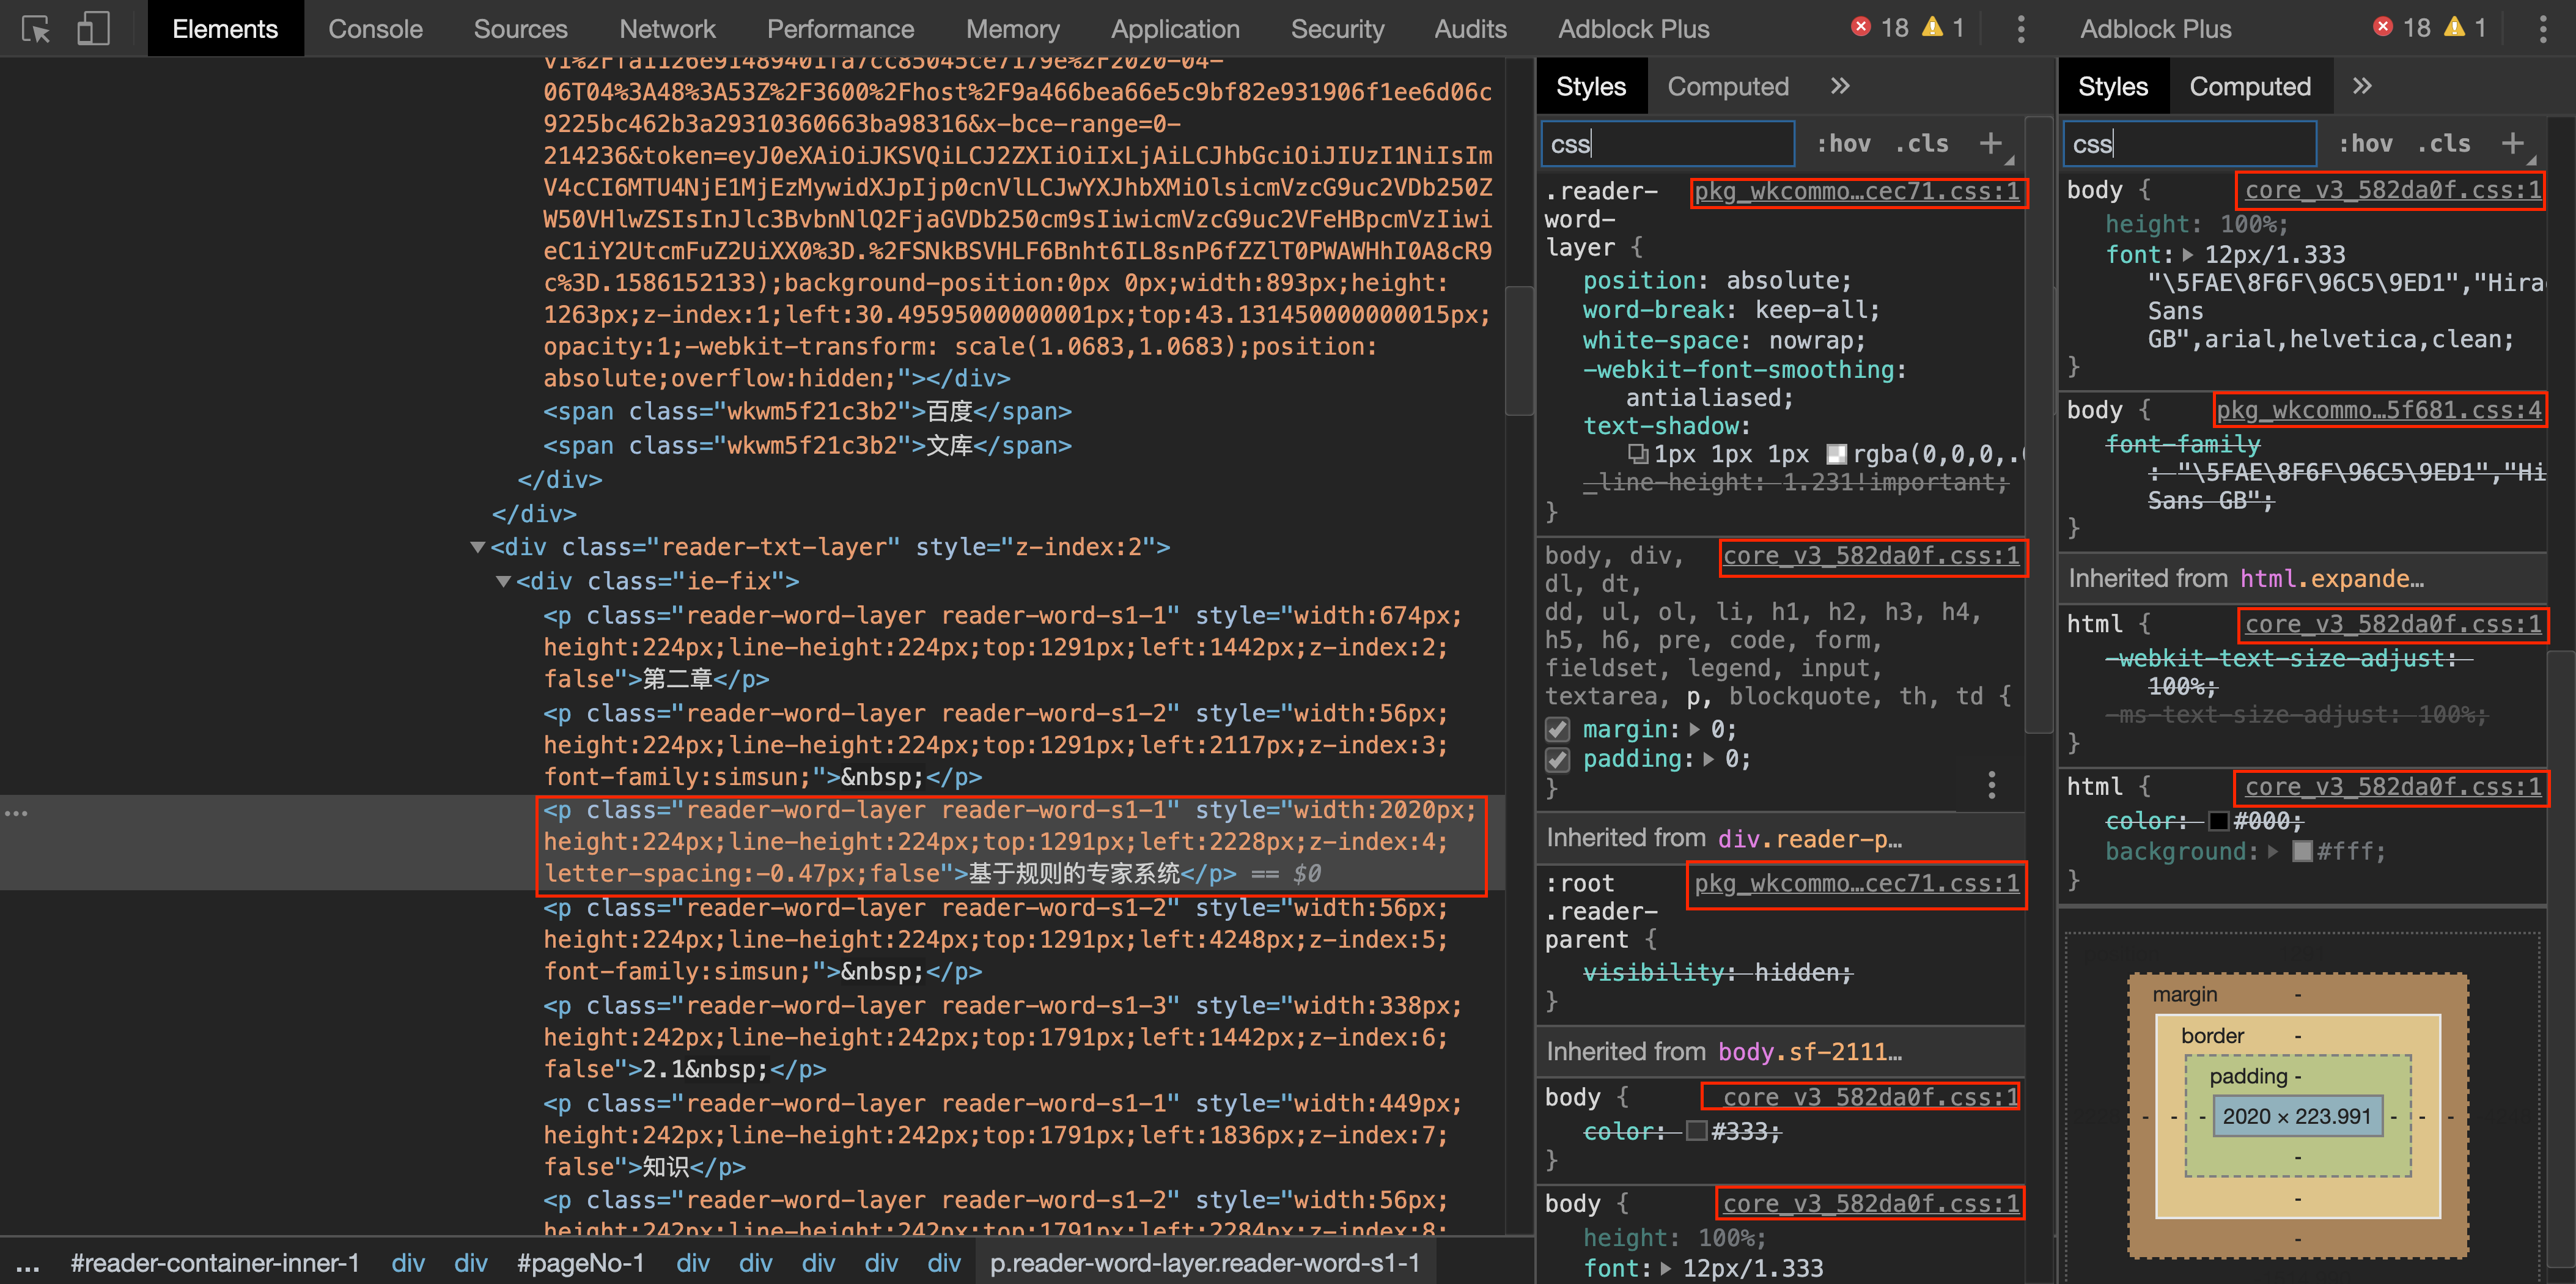 Elements Console Sources Network Performance Memory Application Security Audits Adblock Plus 18 1 Adblock Plus 18 1
06T04%3A48%3A53Z%2F3600%2Fhost%2F9a466bea66e5c9bf82e931906f1ee6d06c
9225bc462b3a29310360663ba98316&x-bce-range=0-
214236&token=eyJ0eXAiOiJKSVQiLCJ2ZXIiOiIxLjAiLCJhbGciOiJIUzI1NiIsIm
V4cCI6MTU4NjE1MjEzMywidXJpIjp0cnVlLCJwYXJhbXMiOlsicmVzcG9uc2VDb250Z
W50VHlwZSIsInJlc3BvbnNlQ2FjaGVDb250cm9sIiwicmVzcG9uc2VFeHBpcmVzIiwi
eC1iY2UtcmFuZ2UiXX0%3D.%2FSNkBSVHLF6Bnht6IL8snP6fZZlT0PWAWHhI0A8cR9
c%3D.1586152133);background-position:0px 0px;width:893px;height:
1263px;z-index:1;left:30.49595000000001px;top:43.131450000000015px;
opacity:1;-webkit-transform: scale(1.0683,1.0683);position:
absolute;overflow:hidden;"></div>
<span class="wkwm5f21c3b2">百度</span>
<span class="wkwm5f21c3b2">文库</span>
</div>
</div>
<div class="reader-txt-layer" style="z-index:2">
<div class="ie-fix">
<p class="reader-word-layer reader-word-s1-1" style="width:674px;
height:224px;line-height:224px;top:1291px;left:1442px;z-index:2;
false">第二章</p>
<p class="reader-word-layer reader-word-s1-2" style="width:56px;
height:224px;line-height:224px;top:1291px;left:2117px;z-index:3;
font-family:simsun;">&nbsp;</p>
... <p class="reader-word-layer reader-word-s1-1" style="width:2020px;
height:224px;line-height:224px;top:1291px;left:2228px;z-index:4;
letter-spacing:-0.47px;false">基于规则的专家系统</p> == $0
<p class="reader-word-layer reader-word-s1-2" style="width:56px;
height:224px;line-height:224px;top:1291px;left:4248px;z-index:5;
font-family:simsun;">&nbsp;</p>
<p class="reader-word-layer reader-word-s1-3" style="width:338px;
height:242px;line-height:242px;top:1791px;left:1442px;z-index:6;
false">2.1&nbsp;</p>
<p class="reader-word-layer reader-word-s1-1" style="width:449px;
height:242px;line-height:242px;top:1791px;left:1836px;z-index:7;
false">知识</p>
<p class="reader-word-layer reader-word-s1-2" style="width:56px;
height:242px;line-height:242px;top:1791px;left:2284px;z-index:8;
... #reader-container-inner-1 div div #pageNo-1 div div div div div p.reader-word-layer.reader-word-s1-1
Styles Computed »
css :hov .cls +
.reader- pkg_wkcommo…cec71.css:1
word-
layer {
position: absolute;
word-break: keep-all;
white-space: nowrap;
-webkit-font-smoothing:
antialiased;
text-shadow:
1px 1px 1px rgba(0,0,0,.
_line-height: 1.231!important;
}
body, div, core_v3_582da0f.css:1
dl, dt,
dd, ul, ol, li, h1, h2, h3, h4,
h5, h6, pre, code, form,
fieldset, legend, input,
textarea, p, blockquote, th, td {
margin: 0;
padding: 0;
}
Inherited from div.reader-p…
:root pkg_wkcommo…cec71.css:1
.reader-
parent {
visibility: hidden;
}
Inherited from body.sf-2111…
body { core_v3_582da0f.css:1
color: #333;
}
body { core_v3_582da0f.css:1
height: 100%;
font: 12px/1.333
Styles Computed »
css :hov .cls +
body { core_v3_582da0f.css:1
height: 100%;
font: 12px/1.333
"\5FAE\8F6F\96C5\9ED1","Hira
Sans
GB",arial,helvetica,clean;
}
body { pkg_wkcommo…5f681.css:4
font-family
: "\5FAE\8F6F\96C5\9ED1","Hi
Sans GB";
}
Inherited from html.expande…
html { core_v3_582da0f.css:1
-webkit-text-size-adjust:
100%;
-ms-text-size-adjust: 100%;
}
html { core_v3_582da0f.css:1
color: #000;
background: #fff;
}
margin -
border -
padding -
- - - 2020 × 223.991 - - -
-
-
-